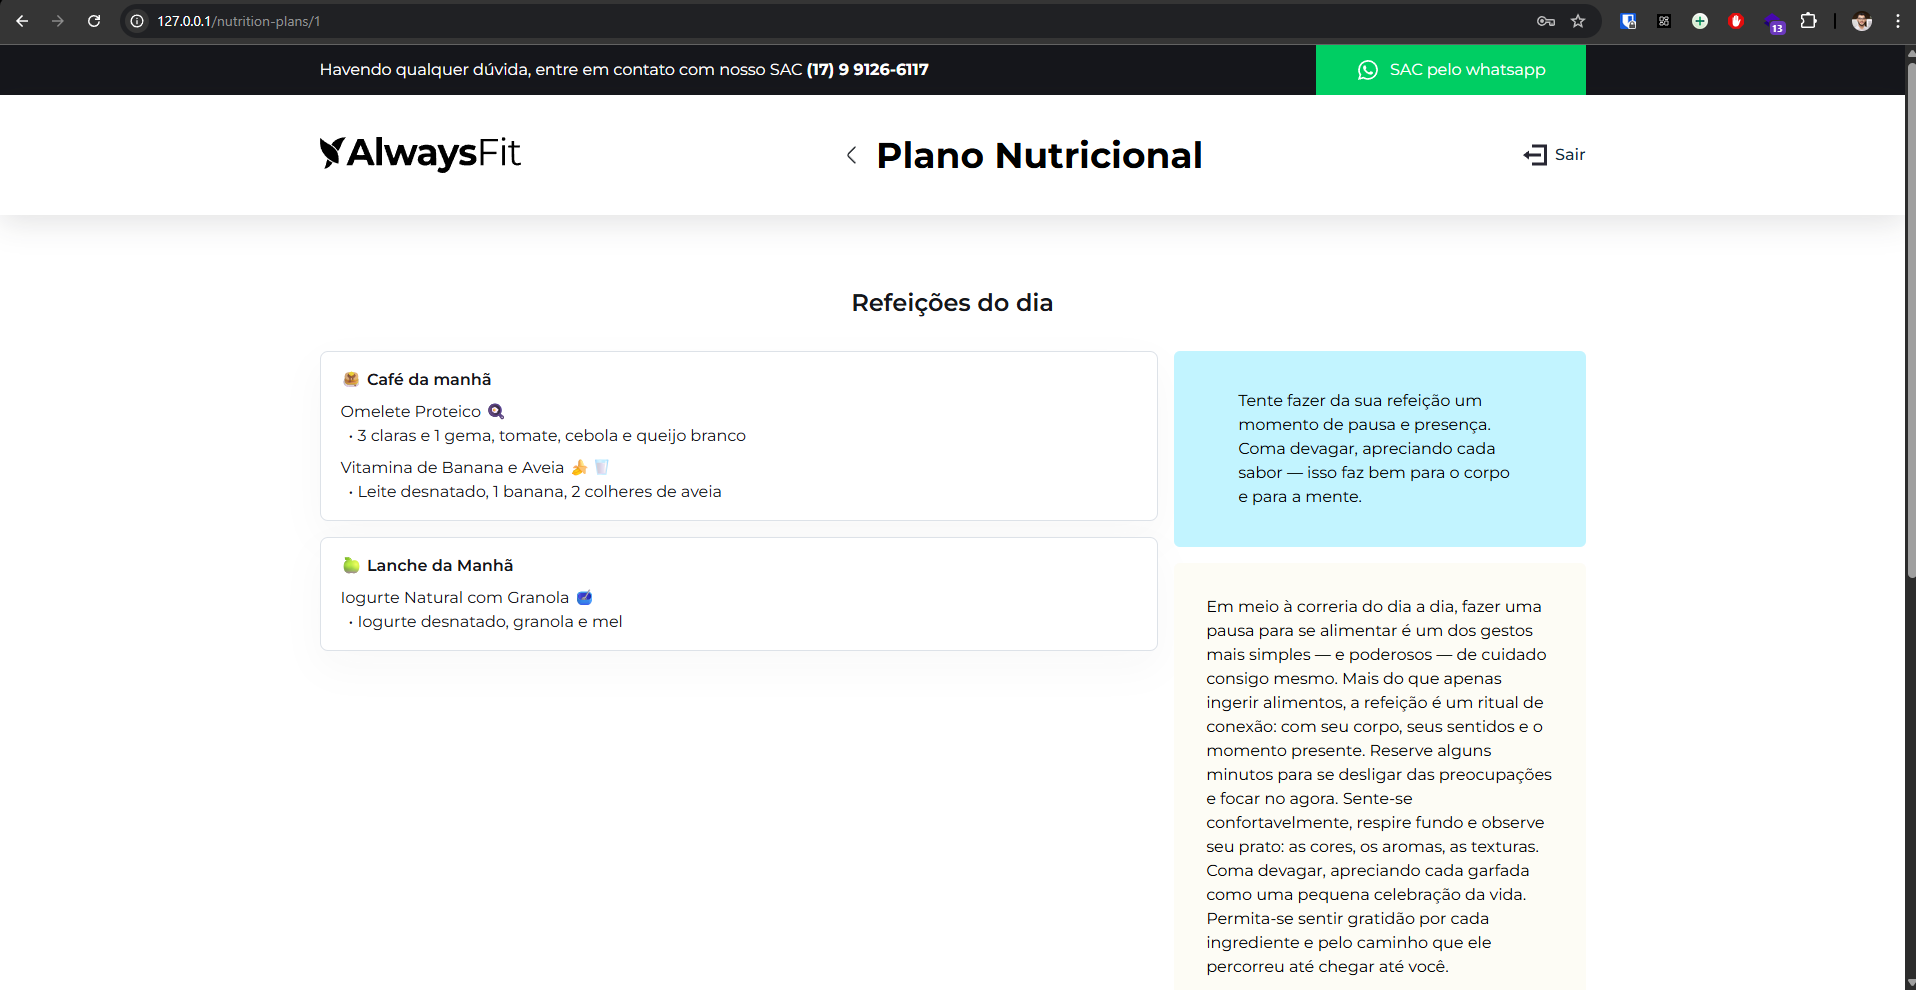 127.0.0.1/nutrition-plans/1
13
Havendo qualquer dúvida, entre em contato com nosso SAC (17) 9 9126-6117
SAC pelo whatsapp
AlwaysFit
Plano Nutricional
Sair
Refeições do dia
Café da manhã
Omelete Proteico
• 3 claras e 1 gema, tomate, cebola e queijo branco
Vitamina de Banana e Aveia
• Leite desnatado, 1 banana, 2 colheres de aveia
Lanche da Manhã
Iogurte Natural com Granola
• Iogurte desnatado, granola e mel
Tente fazer da sua refeição um
momento de pausa e presença.
Coma devagar, apreciando cada
sabor — isso faz bem para o corpo
e para a mente.
Em meio à correria do dia a dia, fazer uma
pausa para se alimentar é um dos gestos
mais simples — e poderosos — de cuidado
consigo mesmo. Mais do que apenas
ingerir alimentos, a refeição é um ritual de
conexão: com seu corpo, seus sentidos e o
momento presente. Reserve alguns
minutos para se desligar das preocupações
e focar no agora. Sente-se
confortavelmente, respire fundo e observe
seu prato: as cores, os aromas, as texturas.
Coma devagar, apreciando cada garfada
como uma pequena celebração da vida.
Permita-se sentir gratidão por cada
ingrediente e pelo caminho que ele
percorreu até chegar até você.